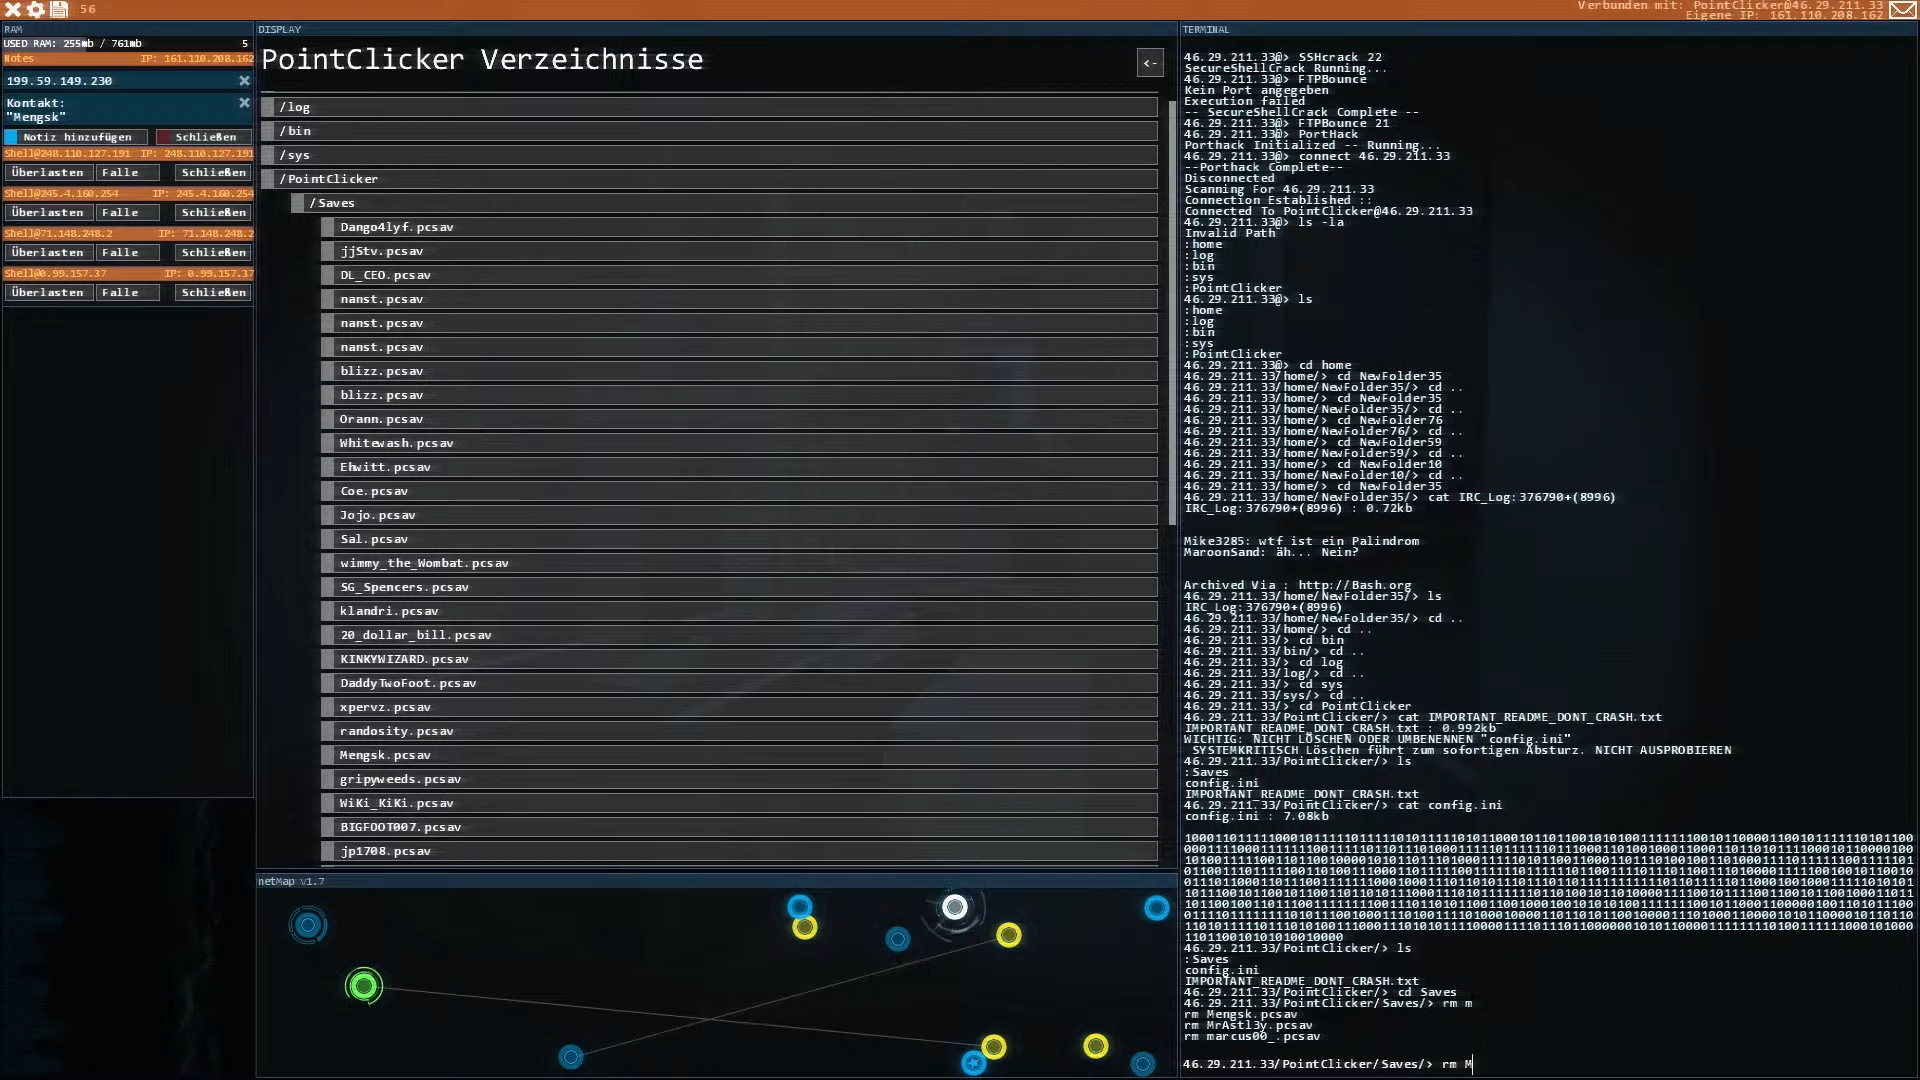 56
Verbunden mit: PointClicker@46.29.211.33
Eigene IP: 161.110.208.162
RAM
USED RAM: 255mb / 761mb 5
Notes IP: 161.110.208.162
199.59.149.230
Kontakt:
"Mengsk"
Notiz hinzufügen Schließen
Shell@248.110.127.191 IP: 248.110.127.191
Überlasten Falle Schließen
Shell@245.4.160.254 IP: 245.4.160.254
Überlasten Falle Schließen
Shell@71.148.248.2 IP: 71.148.248.2
Überlasten Falle Schließen
Shell@0.99.157.37 IP: 0.99.157.37
Überlasten Falle Schließen
DISPLAY
PointClicker Verzeichnisse
<-
/log
/bin
/sys
/PointClicker
/Saves
Dango4lyf.pcsav
jjStv.pcsav
DL_CEO.pcsav
nanst.pcsav
nanst.pcsav
nanst.pcsav
blizz.pcsav
blizz.pcsav
Orann.pcsav
Whitewash.pcsav
Ehwitt.pcsav
Coe.pcsav
Jojo.pcsav
Sal.pcsav
wimmy_the_Wombat.pcsav
SG_Spencers.pcsav
klandri.pcsav
20_dollar_bill.pcsav
KINKYWIZARD.pcsav
DaddyTwoFoot.pcsav
xpervz.pcsav
randosity.pcsav
Mengsk.pcsav
gripyweeds.pcsav
WiKi_KiKi.pcsav
BIGFOOT007.pcsav
jp1708.pcsav
netMap v1.7
TERMINAL
46.29.211.33@> SSHcrack 22
SecureShellCrack Running...
46.29.211.33@> FTPBounce
Kein Port angegeben
Execution failed
-- SecureShellCrack Complete --
46.29.211.33@> FTPBounce 21
46.29.211.33@> PortHack
Porthack Initialized -- Running...
46.29.211.33@> connect 46.29.211.33
--Porthack Complete--
Disconnected
Scanning For 46.29.211.33
Connection Established ::
Connected To PointClicker@46.29.211.33
46.29.211.33@> ls -la
Invalid Path
:home
:log
:bin
:sys
:PointClicker
46.29.211.33@> ls
:home
:log
:bin
:sys
:PointClicker
46.29.211.33@> cd home
46.29.211.33/home/> cd NewFolder35
46.29.211.33/home/NewFolder35/> cd ..
46.29.211.33/home/> cd NewFolder35
46.29.211.33/home/NewFolder35/> cd ..
46.29.211.33/home/> cd NewFolder76
46.29.211.33/home/NewFolder76/> cd ..
46.29.211.33/home/> cd NewFolder59
46.29.211.33/home/NewFolder59/> cd ..
46.29.211.33/home/> cd NewFolder10
46.29.211.33/home/NewFolder10/> cd ..
46.29.211.33/home/> cd NewFolder35
46.29.211.33/home/NewFolder35/> cat IRC_Log:376790+(8996)
IRC_Log:376790+(8996) : 0.72kb
Mike3285: wtf ist ein Palindrom
MaroonSand: äh... Nein?
Archived Via : http://Bash.org
46.29.211.33/home/NewFolder35/> ls
IRC_Log:376790+(8996)
46.29.211.33/home/NewFolder35/> cd ..
46.29.211.33/home/> cd ..
46.29.211.33/> cd bin
46.29.211.33/bin/> cd ..
46.29.211.33/> cd log
46.29.211.33/log/> cd ..
46.29.211.33/> cd sys
46.29.211.33/sys/> cd ..
46.29.211.33/> cd PointClicker
46.29.211.33/PointClicker/> cat IMPORTANT_README_DONT_CRASH.txt
IMPORTANT_README_DONT_CRASH.txt : 0.992kb
WICHTIG: NICHT LÖSCHEN ODER UMBENENNEN "config.ini"
SYSTEMKRITISCH Löschen führt zum sofortigen Absturz. NICHT AUSPROBIEREN
46.29.211.33/PointClicker/> ls
:Saves
config.ini
IMPORTANT_README_DONT_CRASH.txt
46.29.211.33/PointClicker/> cat config.ini
config.ini : 7.08kb
46.29.211.33/PointClicker/> ls
:Saves
config.ini
IMPORTANT_README_DONT_CRASH.txt
46.29.211.33/PointClicker/> cd Saves
46.29.211.33/PointClicker/Saves/> rm m
rm Mengsk.pcsav
rm MrAstl3y.pcsav
rm marcus00_.pcsav
46.29.211.33/PointClicker/Saves/> rm M